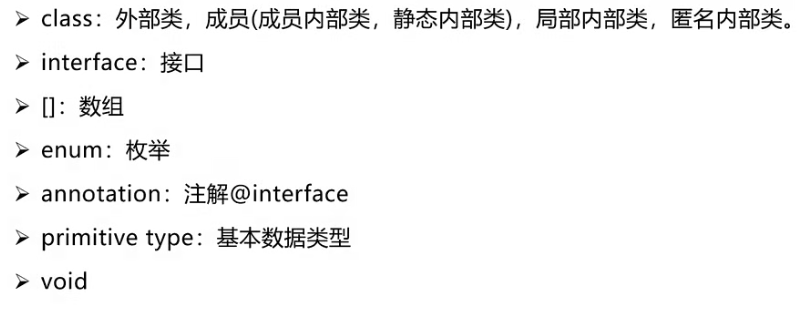 ➢ class：外部类，成员(成员内部类，静态内部类)，局部内部类，匿名内部类。
➢ interface：接口
➢ []：数组
➢ enum：枚举
➢ annotation：注解@interface
➢ primitive type：基本数据类型
➢ void